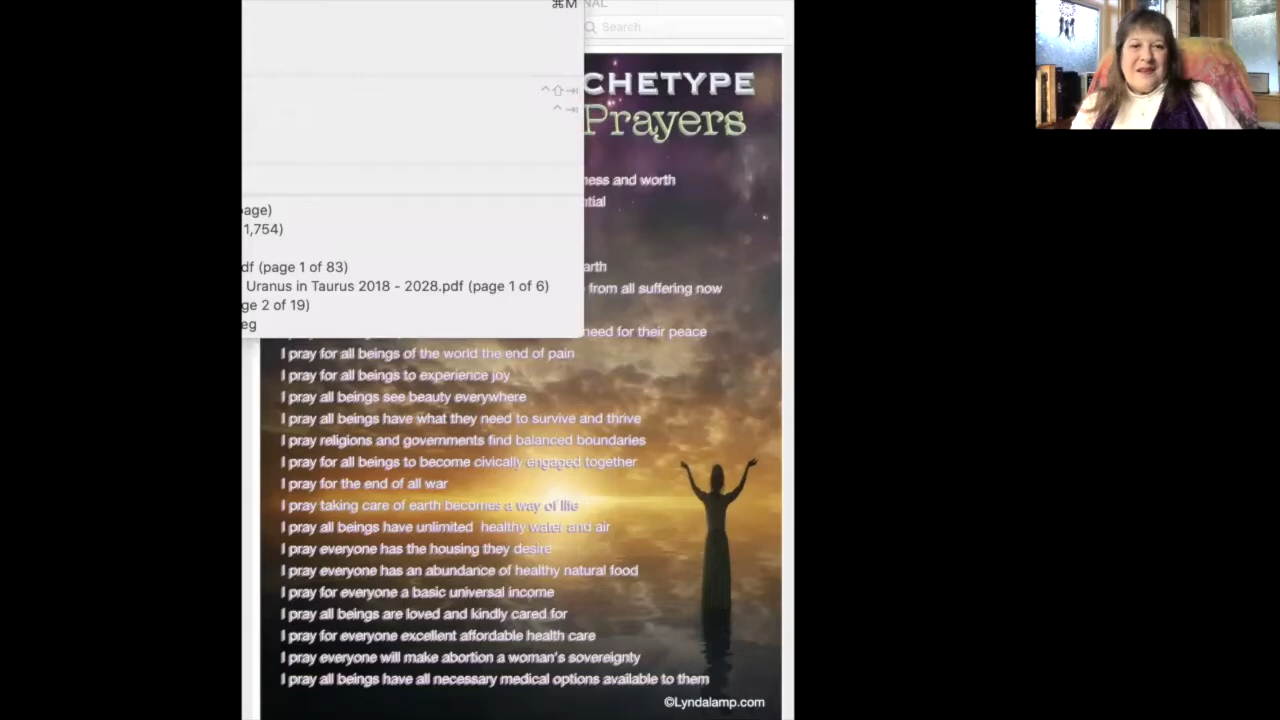 ⌘M
NAL
Search
CHETYPE
Prayers
ness and worth
ntial
page)
1,754)
df (page 1 of 83)
arth
Uranus in Taurus 2018 - 2028.pdf (page 1 of 6)
from all suffering now
ge 2 of 19)
eg
need for their peace
I pray for all beings of the world the end of pain
I pray for all beings to experience joy
I pray all beings see beauty everywhere
I pray all beings have what they need to survive and thrive
I pray religions and governments find balanced boundaries
I pray for all beings to become civically engaged together
I pray for the end of all war
I pray taking care of earth becomes a way of life
I pray all beings have unlimited healthy water and air
I pray everyone has the housing they desire
I pray everyone has an abundance of healthy natural food
I pray for everyone a basic universal income
I pray all beings are loved and kindly cared for
I pray for everyone excellent affordable health care
I pray everyone will make abortion a woman's sovereignty
I pray all beings have all necessary medical options available to them
©Lyndalamp.com